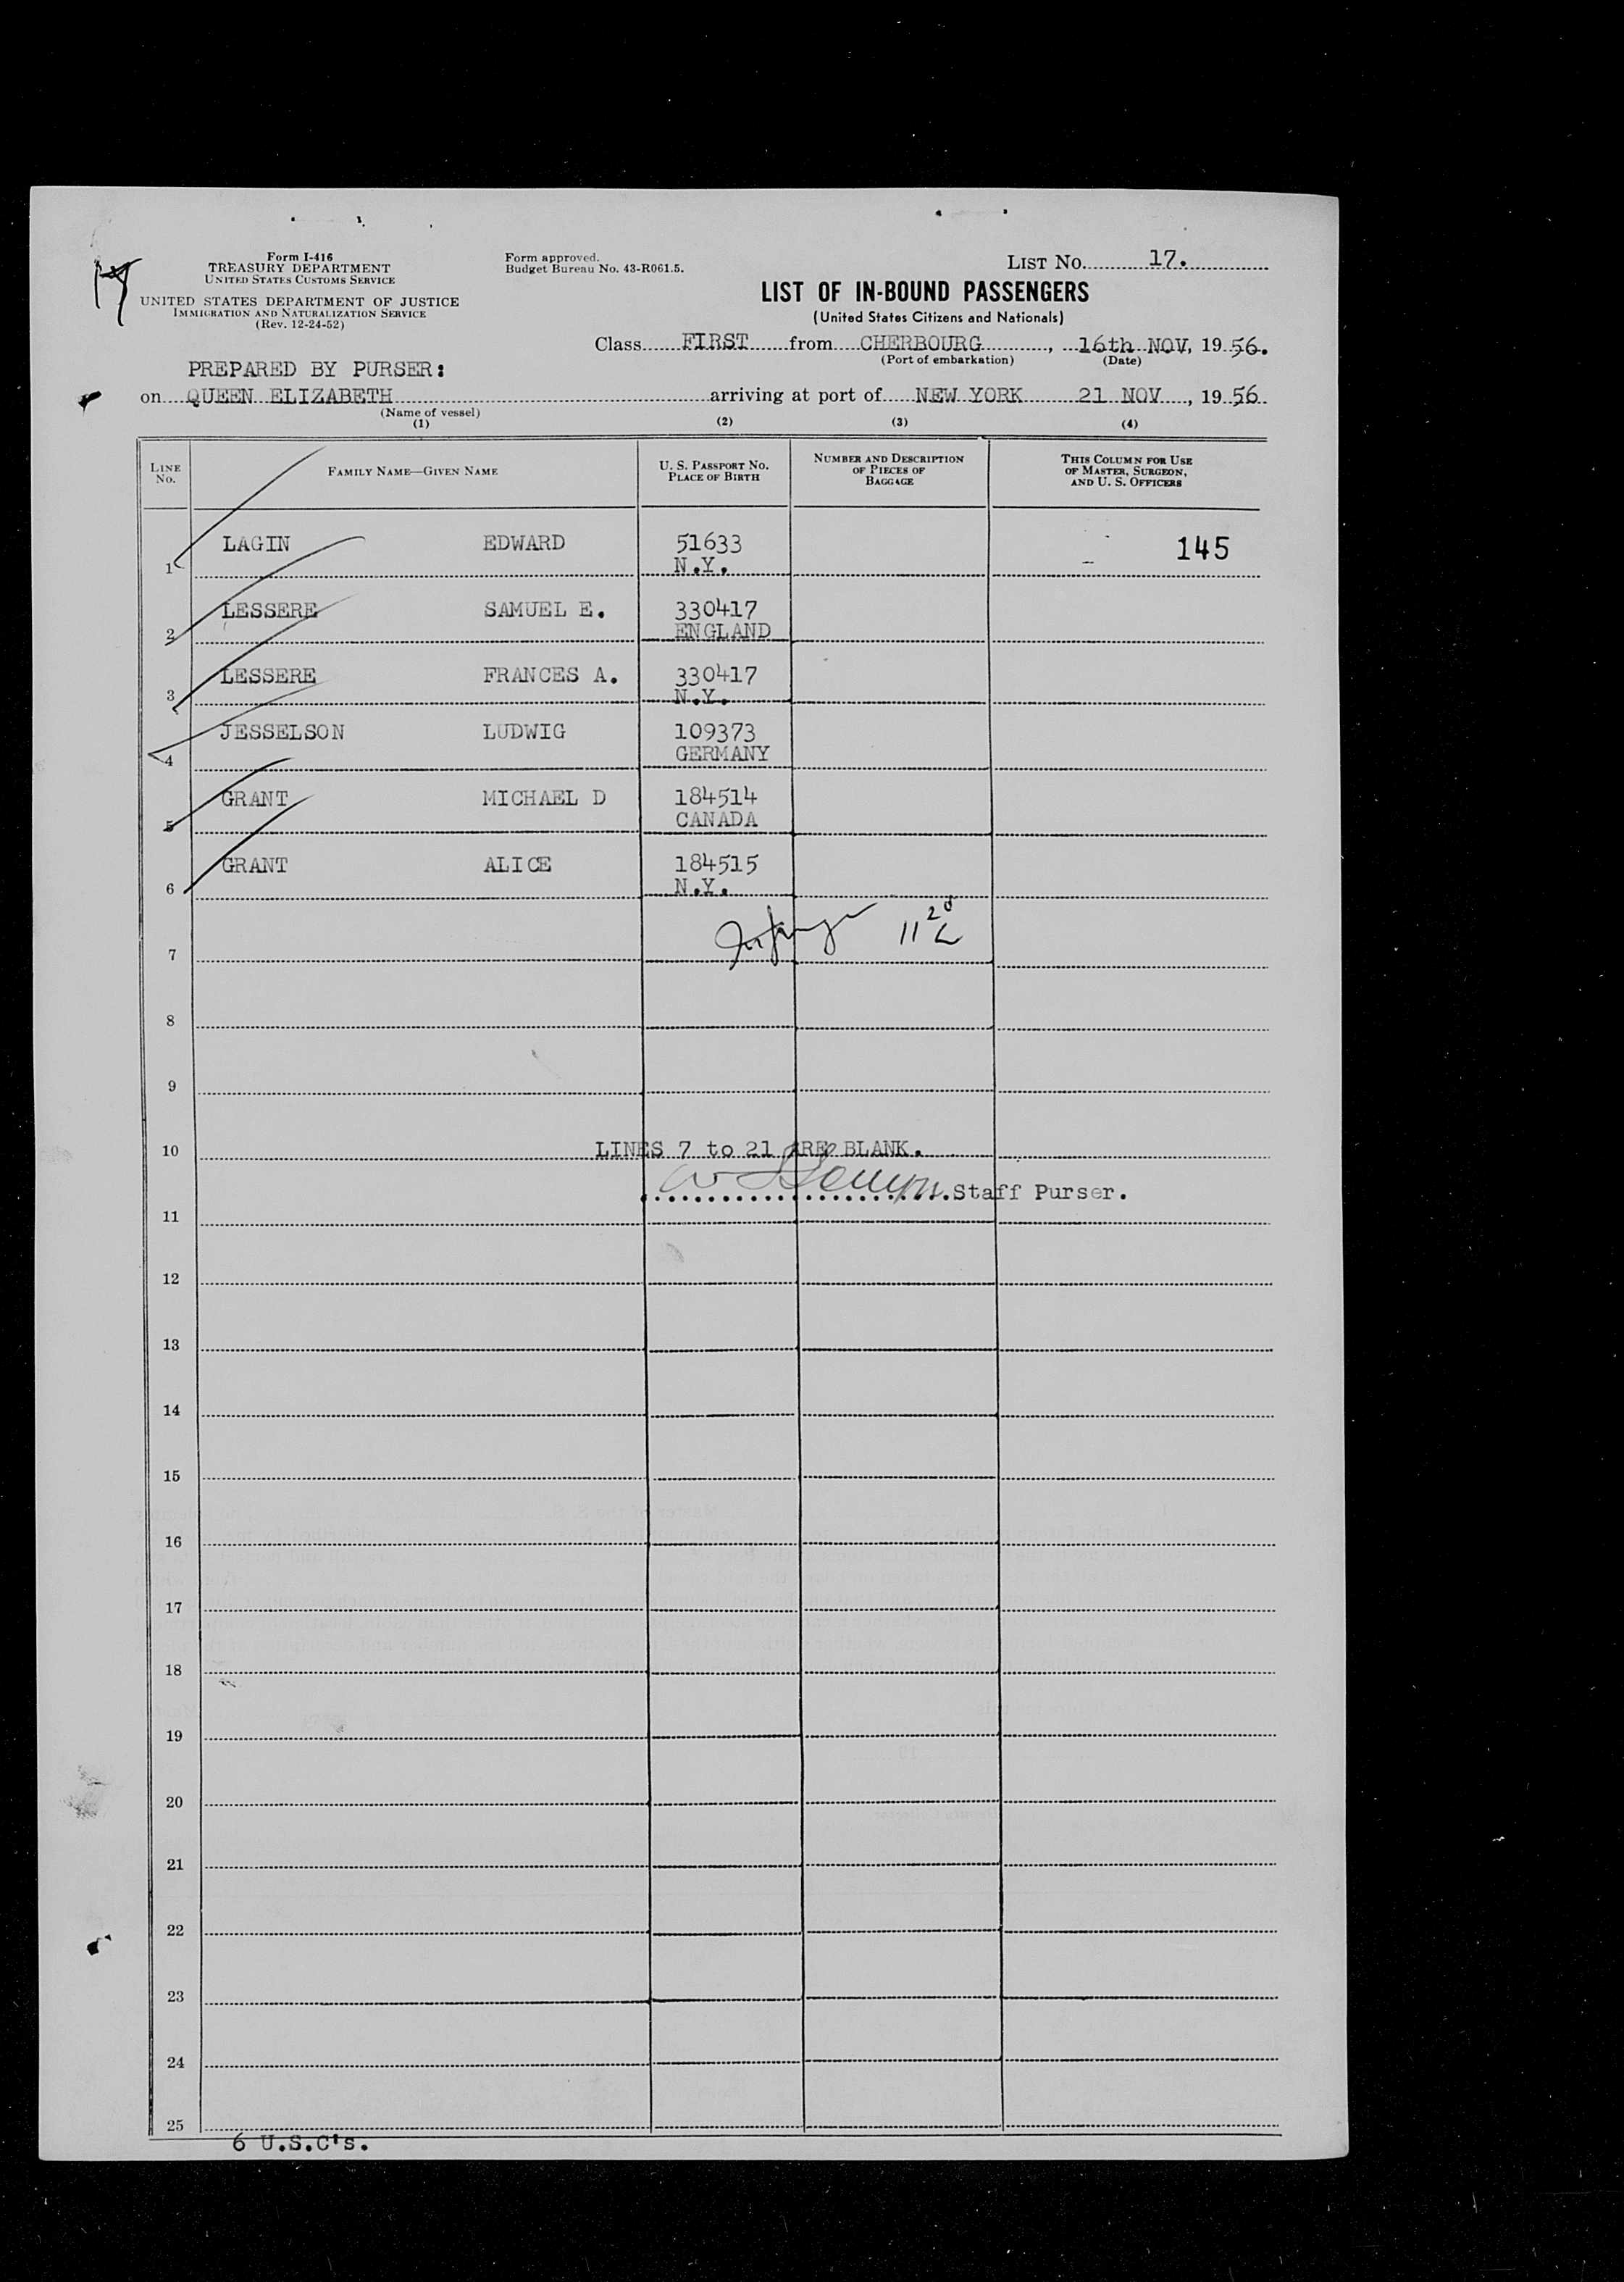 17
Form I-416
TREASURY DEPARTMENT
UNITED STATES CUSTOMS SERVICE
UNITED STATES DEPARTMENT OF JUSTICE
IMMIGRATION AND NATURALIZATION SERVICE
(Rev. 12-24-52)
Form approved.
Budget Bureau No. 43-R061.5.
LIST No. 17.
LIST OF IN-BOUND PASSENGERS
(United States Citizens and Nationals)
Class FIRST from CHERBOURG, 16th NOV, 19 56.
(Port of embarkation) (Date)
PREPARED BY PURSER:
on QUEEN ELIZABETH arriving at port of NEW YORK 21 NOV, 19 56
(Name of vessel)
(1) (2) (3) (4)
LINE No. FAMILY NAME—GIVEN NAME U. S. PASSPORT NO. PLACE OF BIRTH NUMBER AND DESCRIPTION OF PIECES OF BAGGAGE THIS COLUMN FOR USE OF MASTER, SURGEON, AND U. S. OFFICERS
LAGIN EDWARD 51633 145
1 N.Y.
LESSERE SAMUEL E. 330417
2 ENGLAND
LESSERE FRANCES A. 330417
3 N.Y.
JESSELSON LUDWIG 109373
4 GERMANY
GRANT MICHAEL D 184514
5 CANADA
GRANT ALICE 184515
6 N.Y.
7
8
9
10 LINES 7 to 21 ARE BLANK.
Staff Purser.
11
12
13
14
15
16
17
18
19
20
21
22
23
24
25
6 U.S.C's.